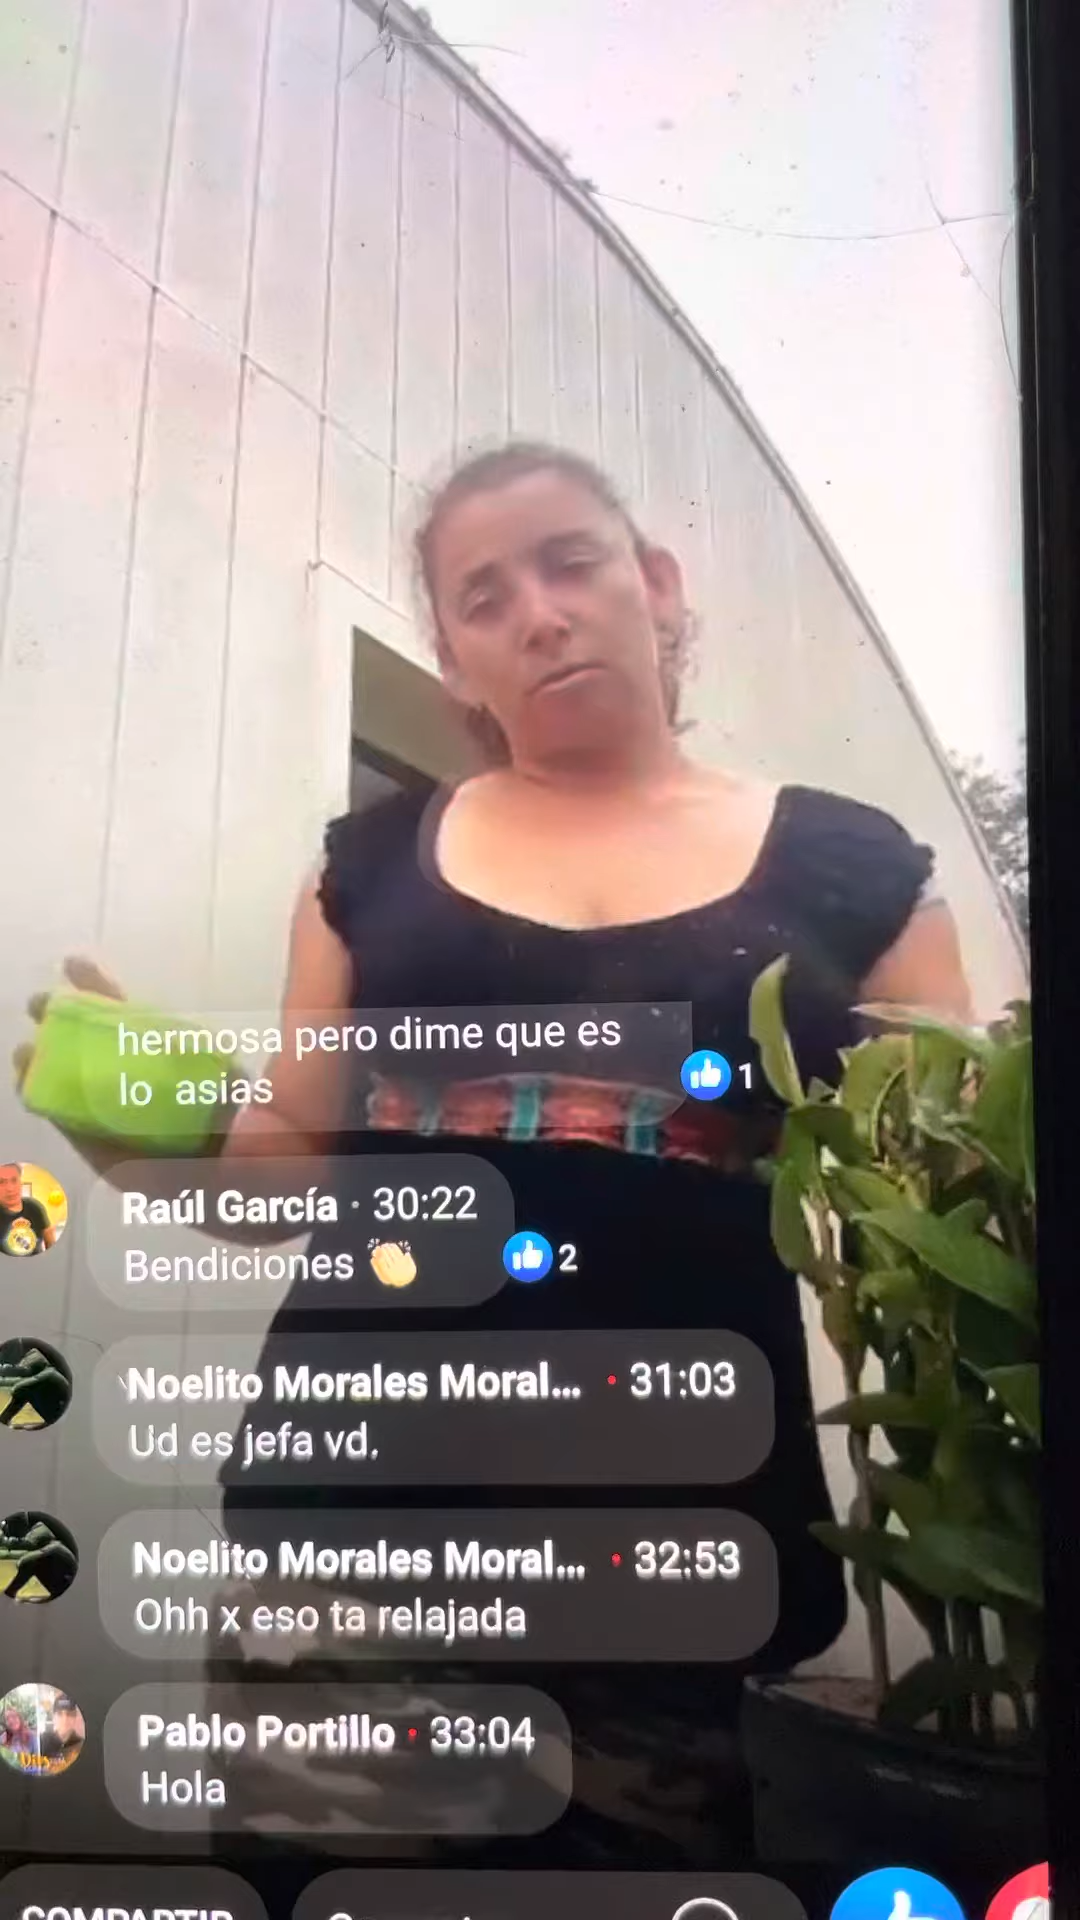 hermosa pero dime que es
lo asias
1
Raúl García · 30:22
Bendiciones 👏
2
Noelito Morales Moral... • 31:03
Ud es jefa vd.
Noelito Morales Moral... • 32:53
Ohh x eso ta relajada
Pablo Portillo • 33:04
Hola
COMPARTIR